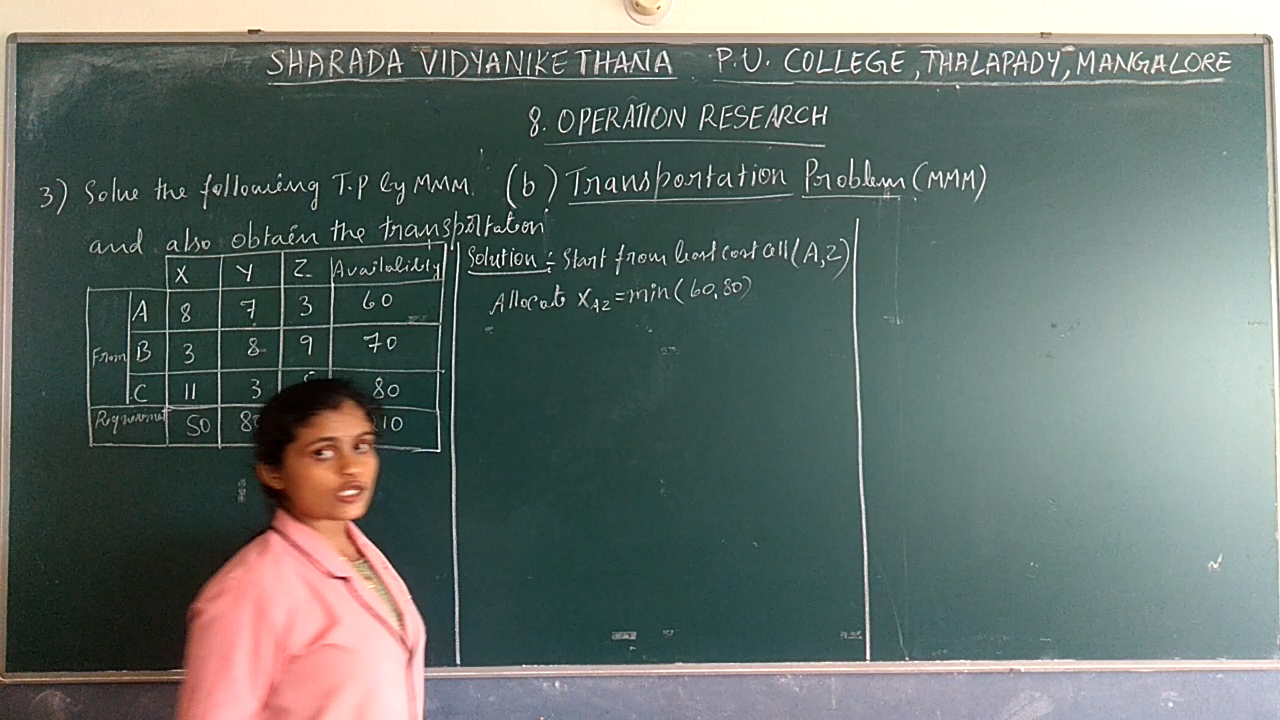 SHARADA VIDYANIKETHANA P.U. COLLEGE, THALAPADY, MANGALORE
8. OPERATION RESEARCH
(b) Transportation Problem (MMM)
3) Solve the following T.P by MMM.
and also obtain the transportation
X Y Z Availability
From
A 8 7 3 60
B 3 8 9 70
C 11 3 80
Requirement 50 10
Solution :- Start from least cost cell (A,Z)
Allocate XAZ = min(60,80)